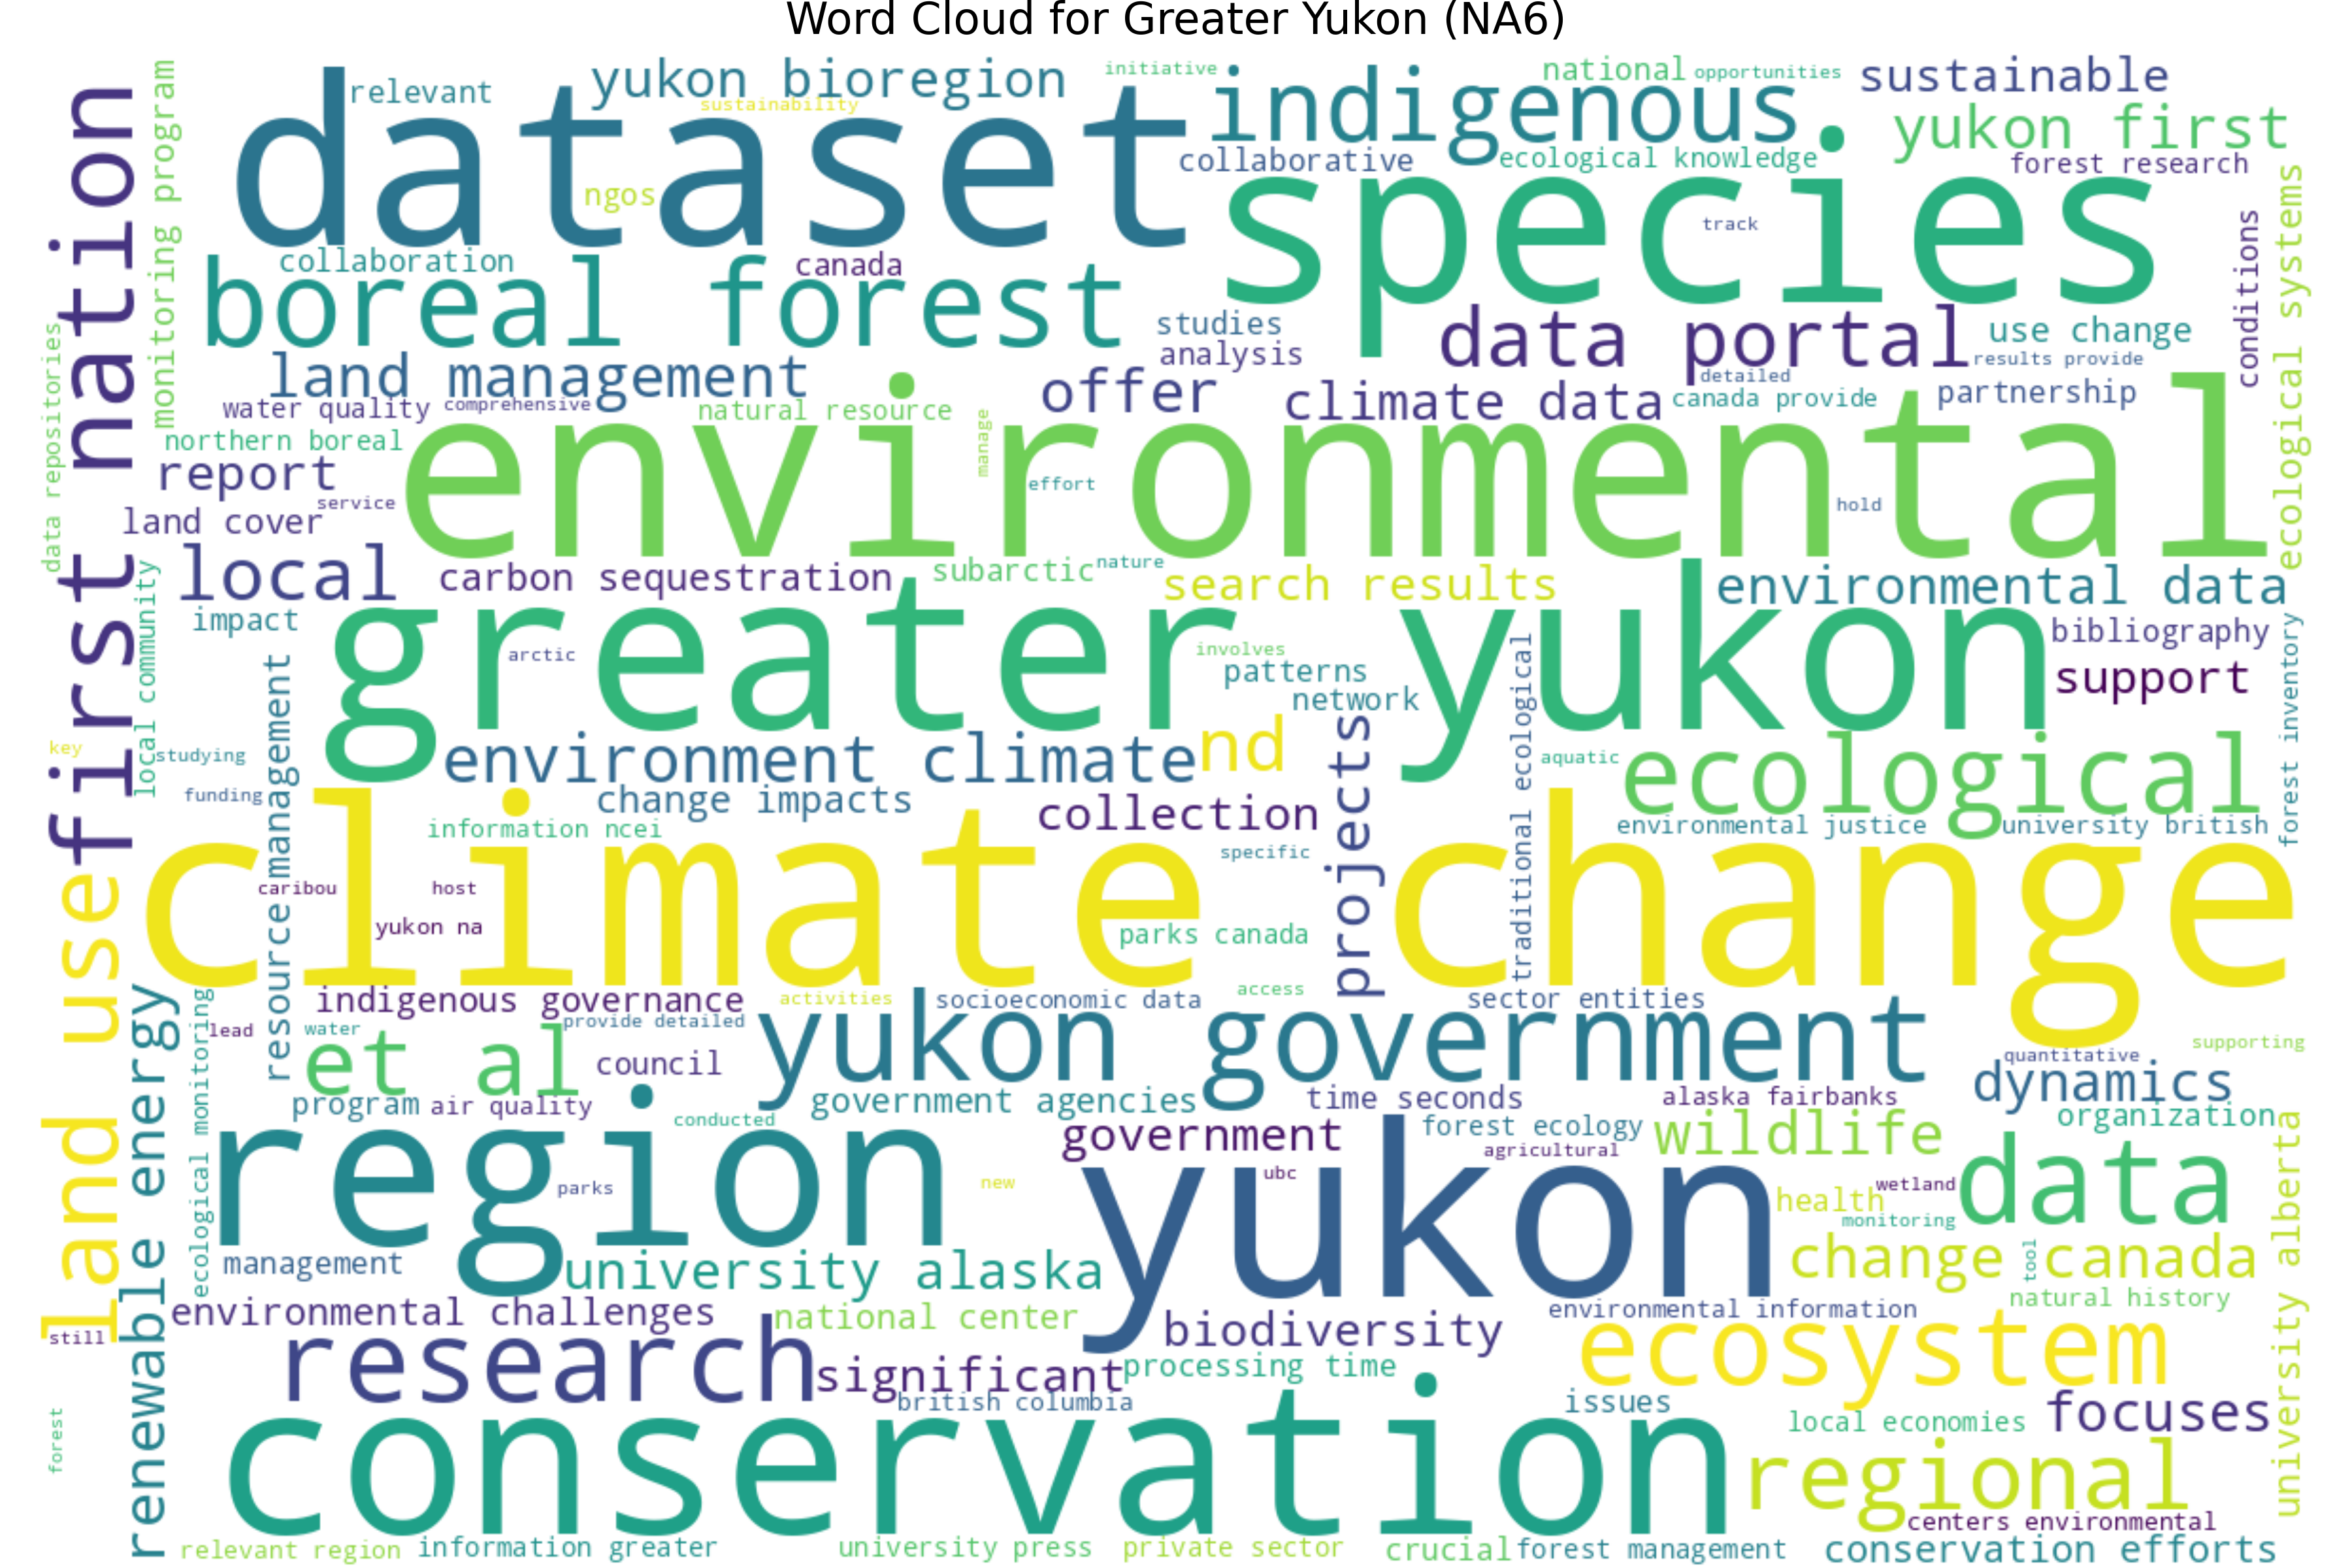 Word Cloud for Greater Yukon (NA6)
initiative
national
opportunities
sustainable
relevant
yukon bioregion
sustainability
indigenous
yukon first
dataset
collaborative
ecological knowledge
forest research
ngos
species
track
first nation
monitoring program
conditions
ecological systems
collaboration
canada
boreal forest
studies
analysis
data portal
use change
results provide
detailed
land management
offer
climate data
canada provide
partnership
water quality
comprehensive
natural resource
manage
northern boreal
data repositories
report
environmental
effort
hold
service
land cover
local
carbon sequestration
subarctic
nature
search results
environmental data
impact
greater yukon
arctic
involves
patterns
network
bibliography
support
local community
resource management
traditional ecological
forest inventory
key
studying
environment climate
nd
projects
aquatic
ecological
funding
change impacts
collection
information ncei
environmental justice
university british
climate change
specific
caribou
host
yukon na
parks canada
land use
indigenous governance
activities
socioeconomic data
access
sector entities
lead
water
provide detailed
yukon government
et al
council
quantitative
supporting
dynamics
renewable energy
ecological monitoring
program
air quality
government agencies
time seconds
alaska fairbanks
organization
conducted
government
forest ecology
wildlife
agricultural
region
parks
new
yukon
ubc
health
wetland
monitoring
data
university alberta
management
university alaska
change canada
tool
canada
natural history
environmental challenges
national center
biodiversity
environmental information
still
research
significant
processing time
ecosystem
british columbia
issues
local economies
focuses
forest
conservation
regional
centers environmental
relevant region
information greater
university press
private sector
crucial
forest management
conservation efforts